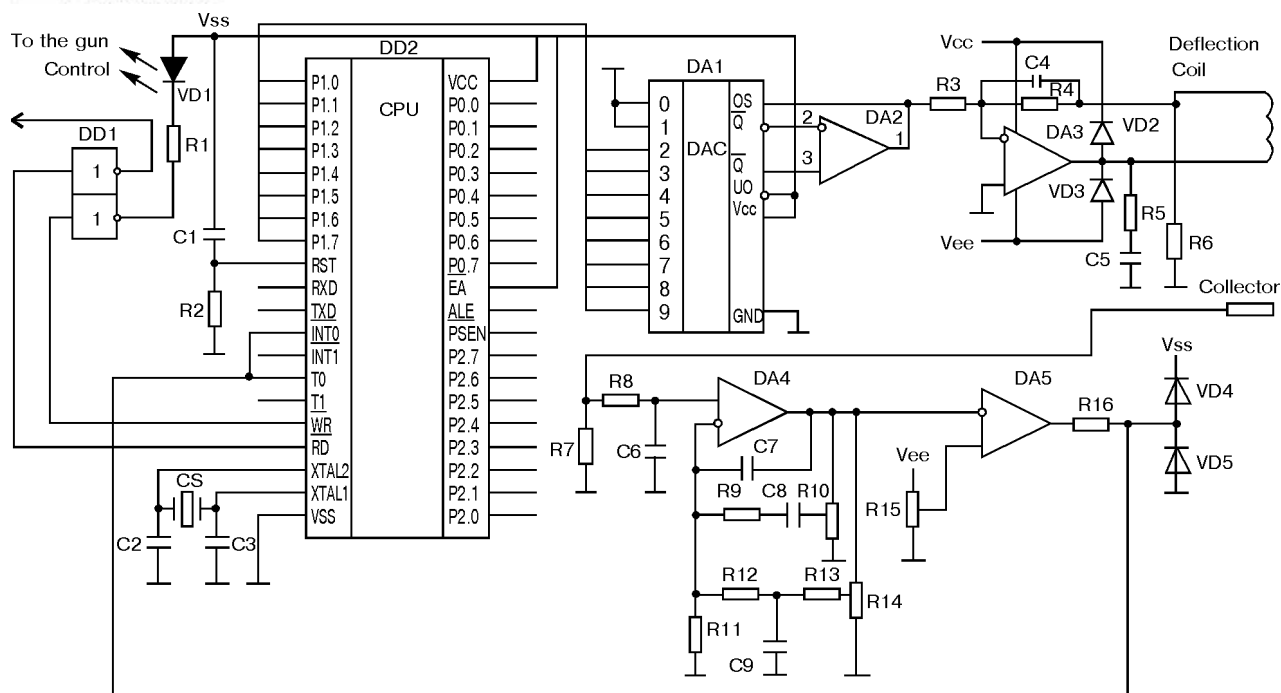 To the gun
Control
VD1
DD1
1
1
R1
C1
R2
C2
CS
C3
Vss
DD2
CPU
P1.0
P1.1
P1.2
P1.3
P1.4
P1.5
P1.6
P1.7
RST
RXD
TXD
INT0
INT1
T0
T1
WR
RD
XTAL2
XTAL1
VSS
VCC
P0.0
P0.1
P0.2
P0.3
P0.4
P0.5
P0.6
P0.7
EA
ALE
PSEN
P2.7
P2.6
P2.5
P2.4
P2.3
P2.2
P2.1
P2.0
DA1
DAC
0
1
2
3
4
5
6
7
8
9
OS
Q
Q
UO
Vcc
GND
2
3
DA2
1
R3
Vcc
C4
R4
DA3
VD2
VD3
Vee
R5
C5
R6
Deflection
Coil
Collector
R7
R8
C6
DA4
C7
R9
C8
R10
R11
R12
R13
R14
C9
Vee
R15
DA5
R16
Vss
VD4
VD5